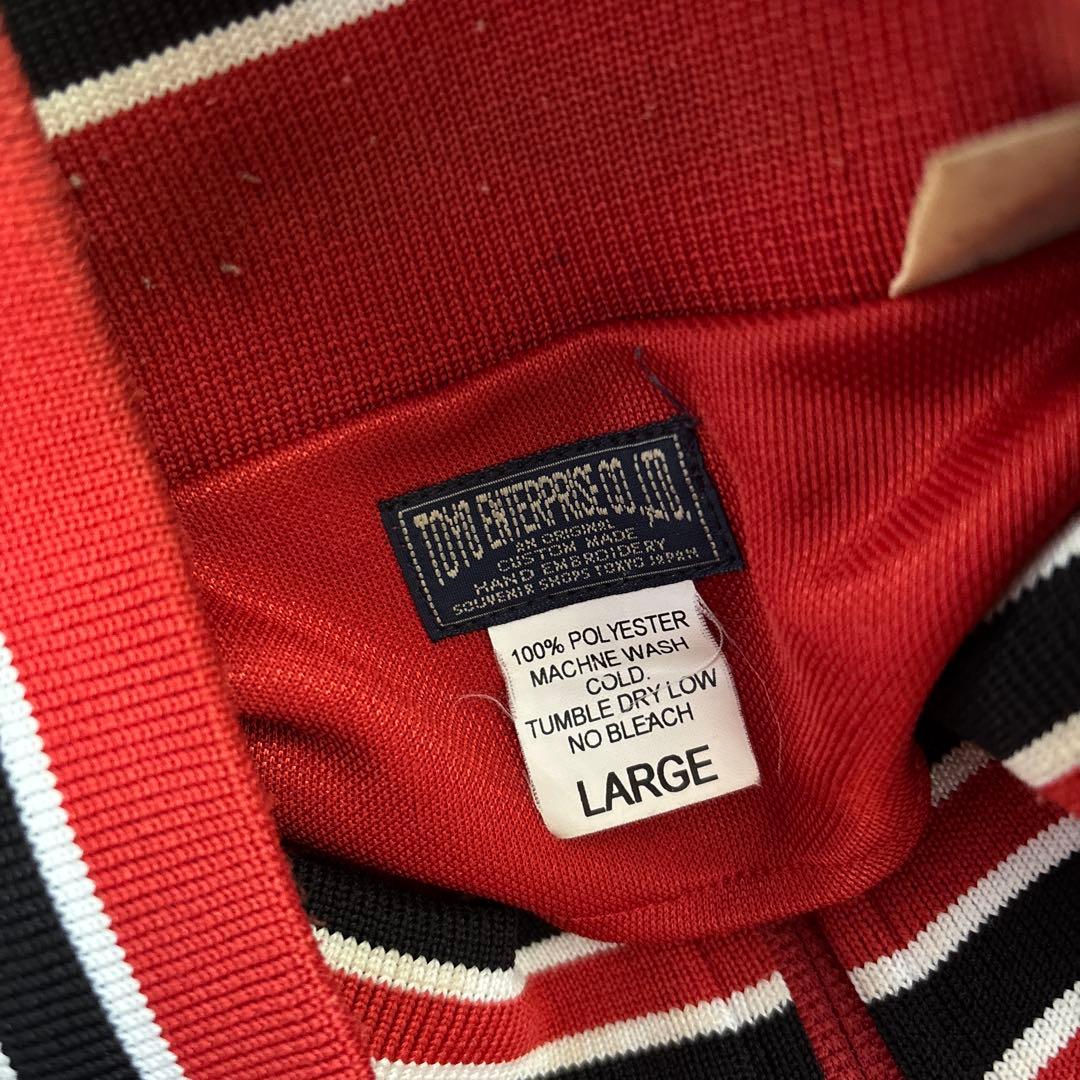 TOYO ENTERPRISE CO., LTD.
AN ORIGINAL
CUSTOM MADE
HAND EMBROIDERY
SOUVENIR SHOPS TOKYO JAPAN
100% POLYESTER
MACHNE WASH
COLD.
TUMBLE DRY LOW
NO BLEACH
LARGE